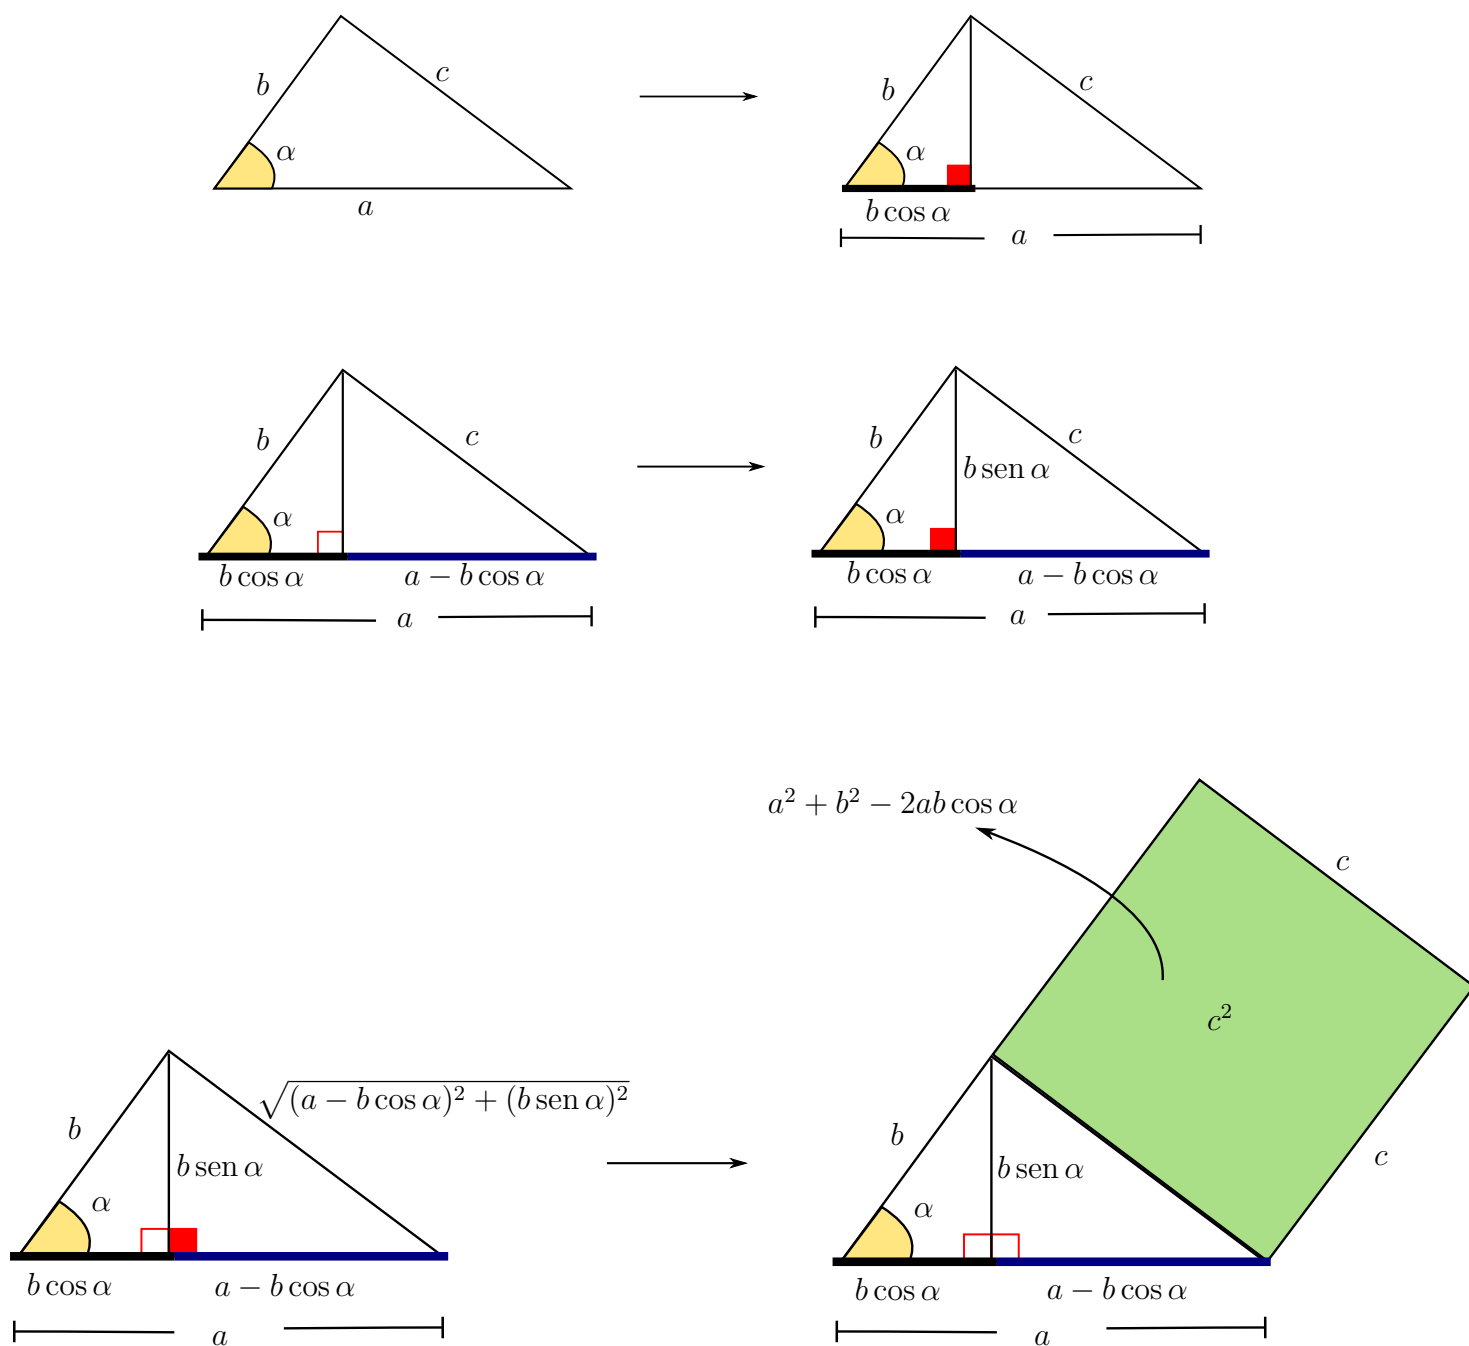 b
c
α
a
b
c
α
b cos α
a
b
c
α
b cos α
a − b cos α
a
b
c
b sen α
α
b cos α
a − b cos α
a
√(a − b cos α)² + (b sen α)²
b
b sen α
α
b cos α
a − b cos α
a
a² + b² − 2ab cos α
c
c²
b
c
b sen α
α
b cos α
a − b cos α
a